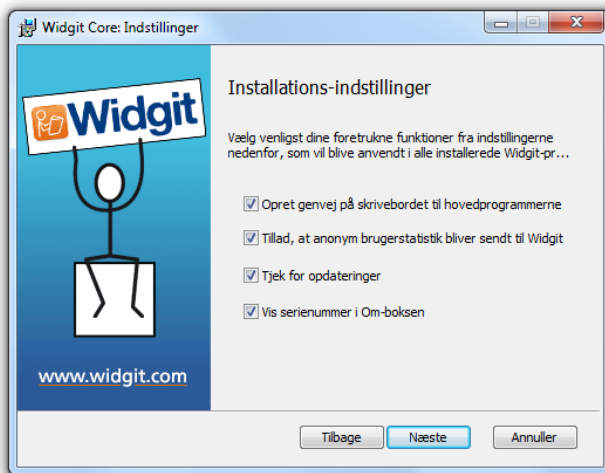 Widgit Core: Indstillinger
Widgit
Installations-indstillinger
Vælg venligst dine foretrukne funktioner fra indstillingerne
nedenfor, som vil blive anvendt i alle installerede Widgit-pr...
Opret genvej på skrivebordet til hovedprogrammerne
Tillad, at anonym brugerstatistik bliver sendt til Widgit
Tjek for opdateringer
Vis serienummer i Om-boksen
www.widgit.com
Tilbage Næste Annuller